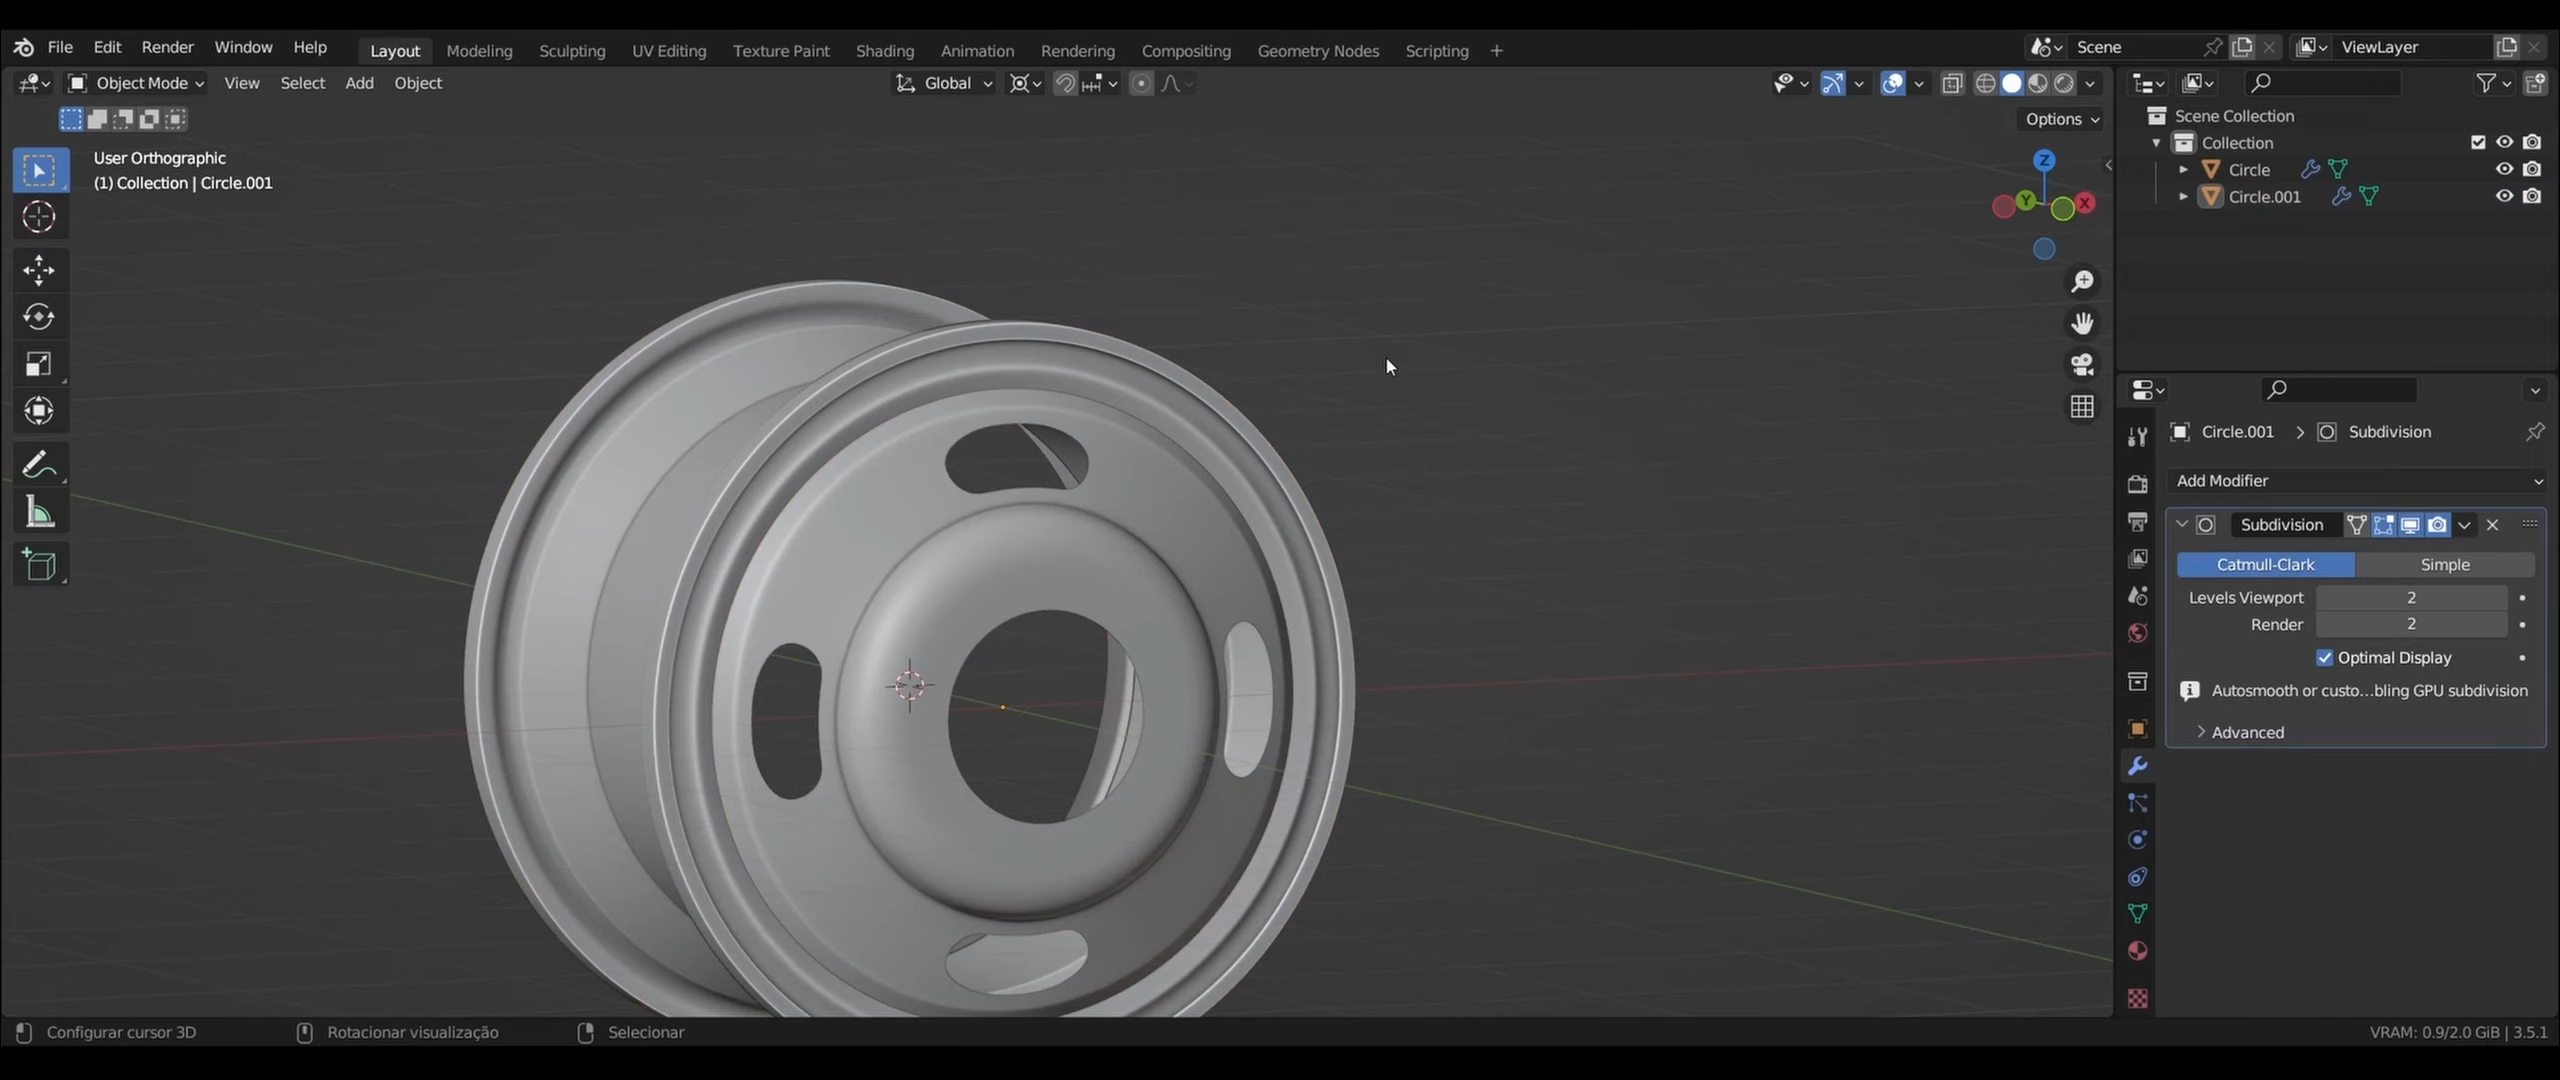 File Edit Render Window Help Layout Modeling Sculpting UV Editing Texture Paint Shading Animation Rendering Compositing Geometry Nodes Scripting + Scene ViewLayer
Object Mode View Select Add Object Global
Options
User Orthographic
(1) Collection | Circle.001
Z
Y
X
Scene Collection
Collection
Circle
Circle.001
Circle.001 > Subdivision
Add Modifier
Subdivision
Catmull-Clark Simple
Levels Viewport 2
Render 2
Optimal Display
Autosmooth or custo...bling GPU subdivision
Advanced
Configurar cursor 3D Rotacionar visualização Selecionar VRAM: 0.9/2.0 GiB | 3.5.1